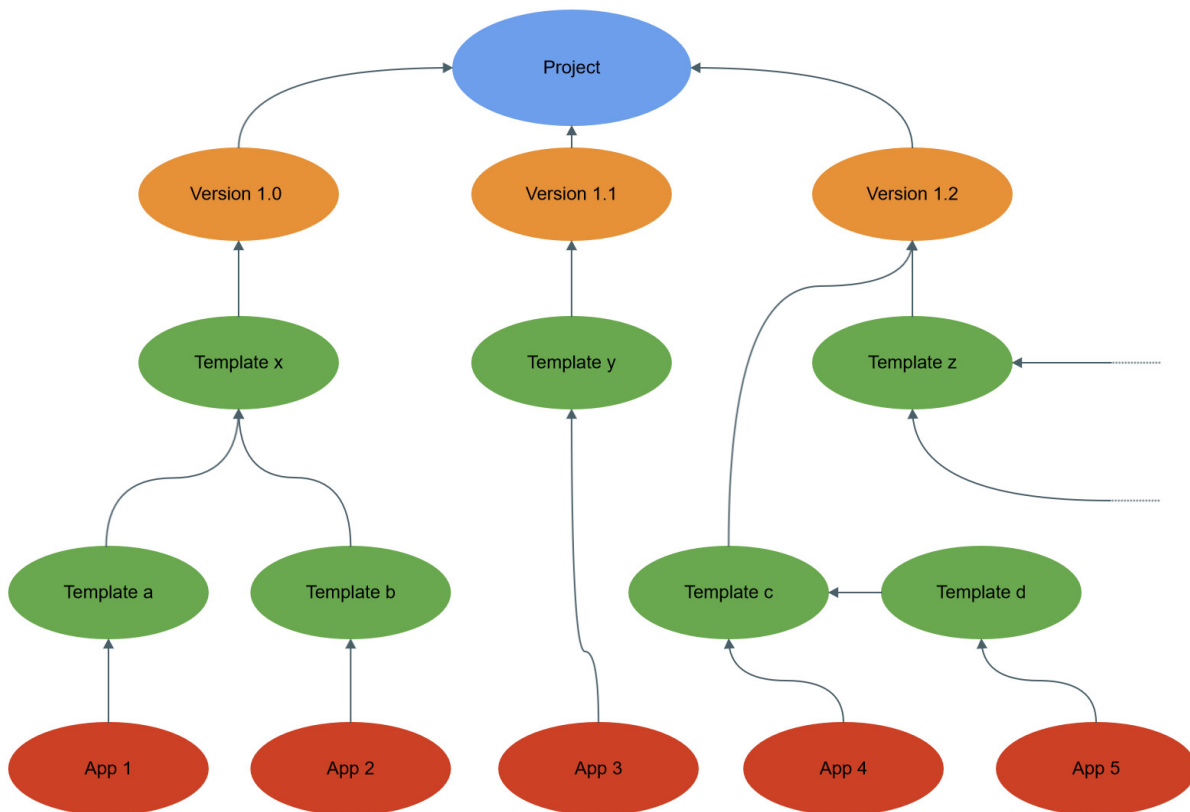 Project
Version 1.0
Version 1.1
Version 1.2
Template x
Template y
Template z
Template a
Template b
Template c
Template d
App 1
App 2
App 3
App 4
App 5